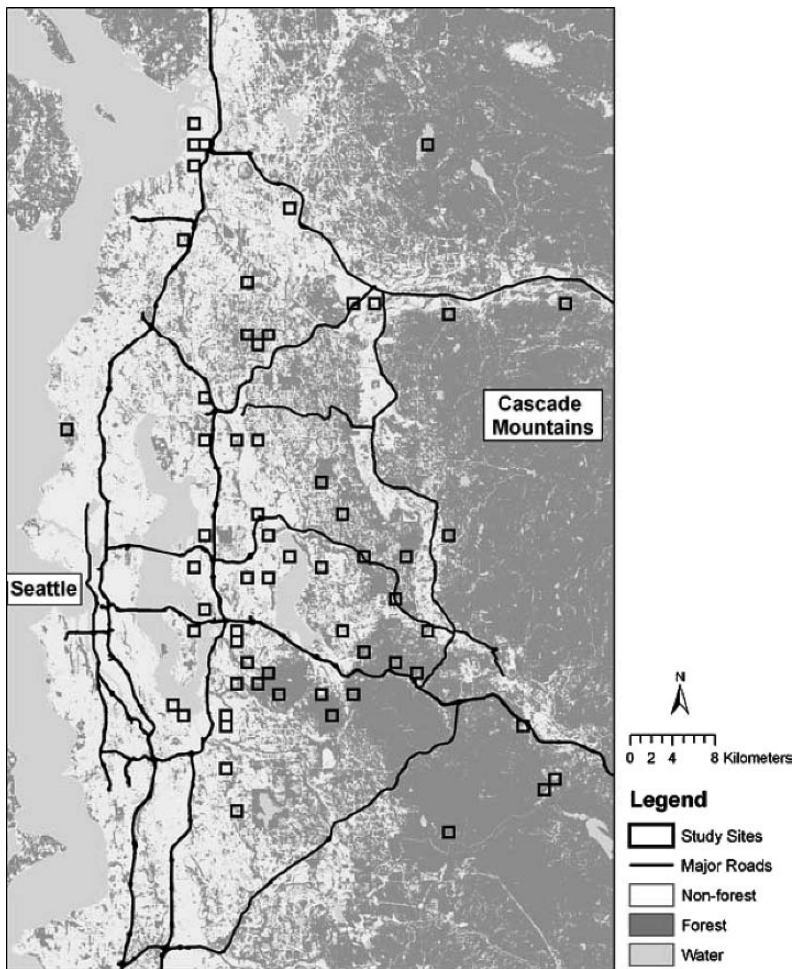 Cascade
Mountains
Seattle
N
0 2 4 8 Kilometers
Legend
Study Sites
Major Roads
Non-forest
Forest
Water